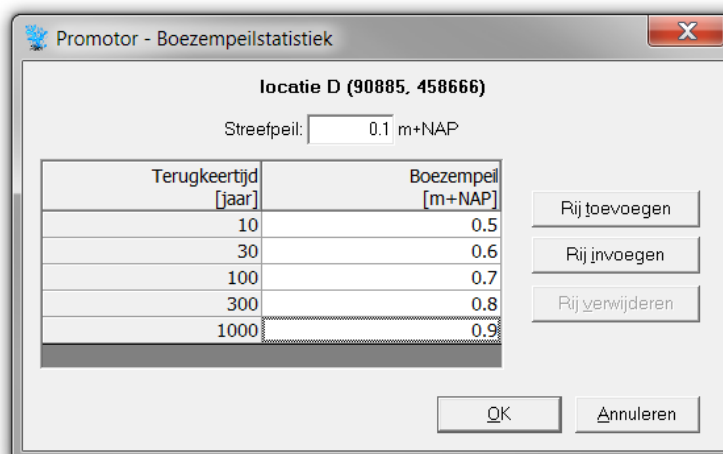 Promotor - Boezempeilstatistiek
X
locatie D (90885, 458666)
Streefpeil: 0.1 m+NAP
Terugkeertijd Boezempeil
[jaar] [m+NAP]
10 0.5
30 0.6
100 0.7
300 0.8
1000 0.9
Rij toevoegen
Rij invoegen
Rij verwijderen
OK Annuleren